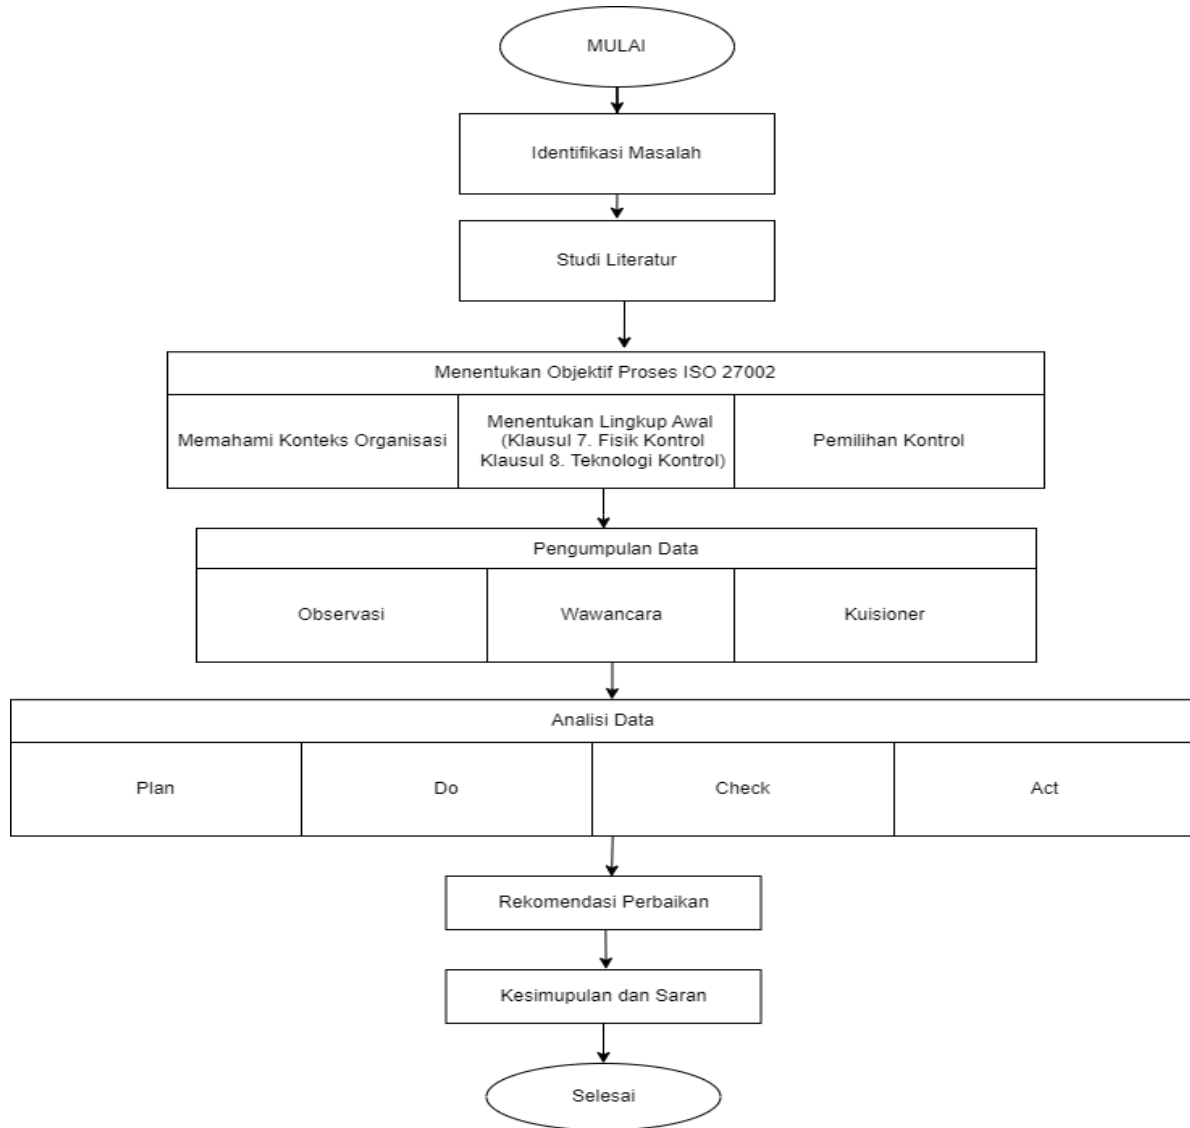 MULAI
Identifikasi Masalah
Studi Literatur
Menentukan Objektif Proses ISO 27002
Memahami Konteks Organisasi
Menentukan Lingkup Awal
(Klausul 7. Fisik Kontrol
Klausul 8. Teknologi Kontrol)
Pemilihan Kontrol
Pengumpulan Data
Observasi
Wawancara
Kuisioner
Analisi Data
Plan
Do
Check
Act
Rekomendasi Perbaikan
Kesimupulan dan Saran
Selesai